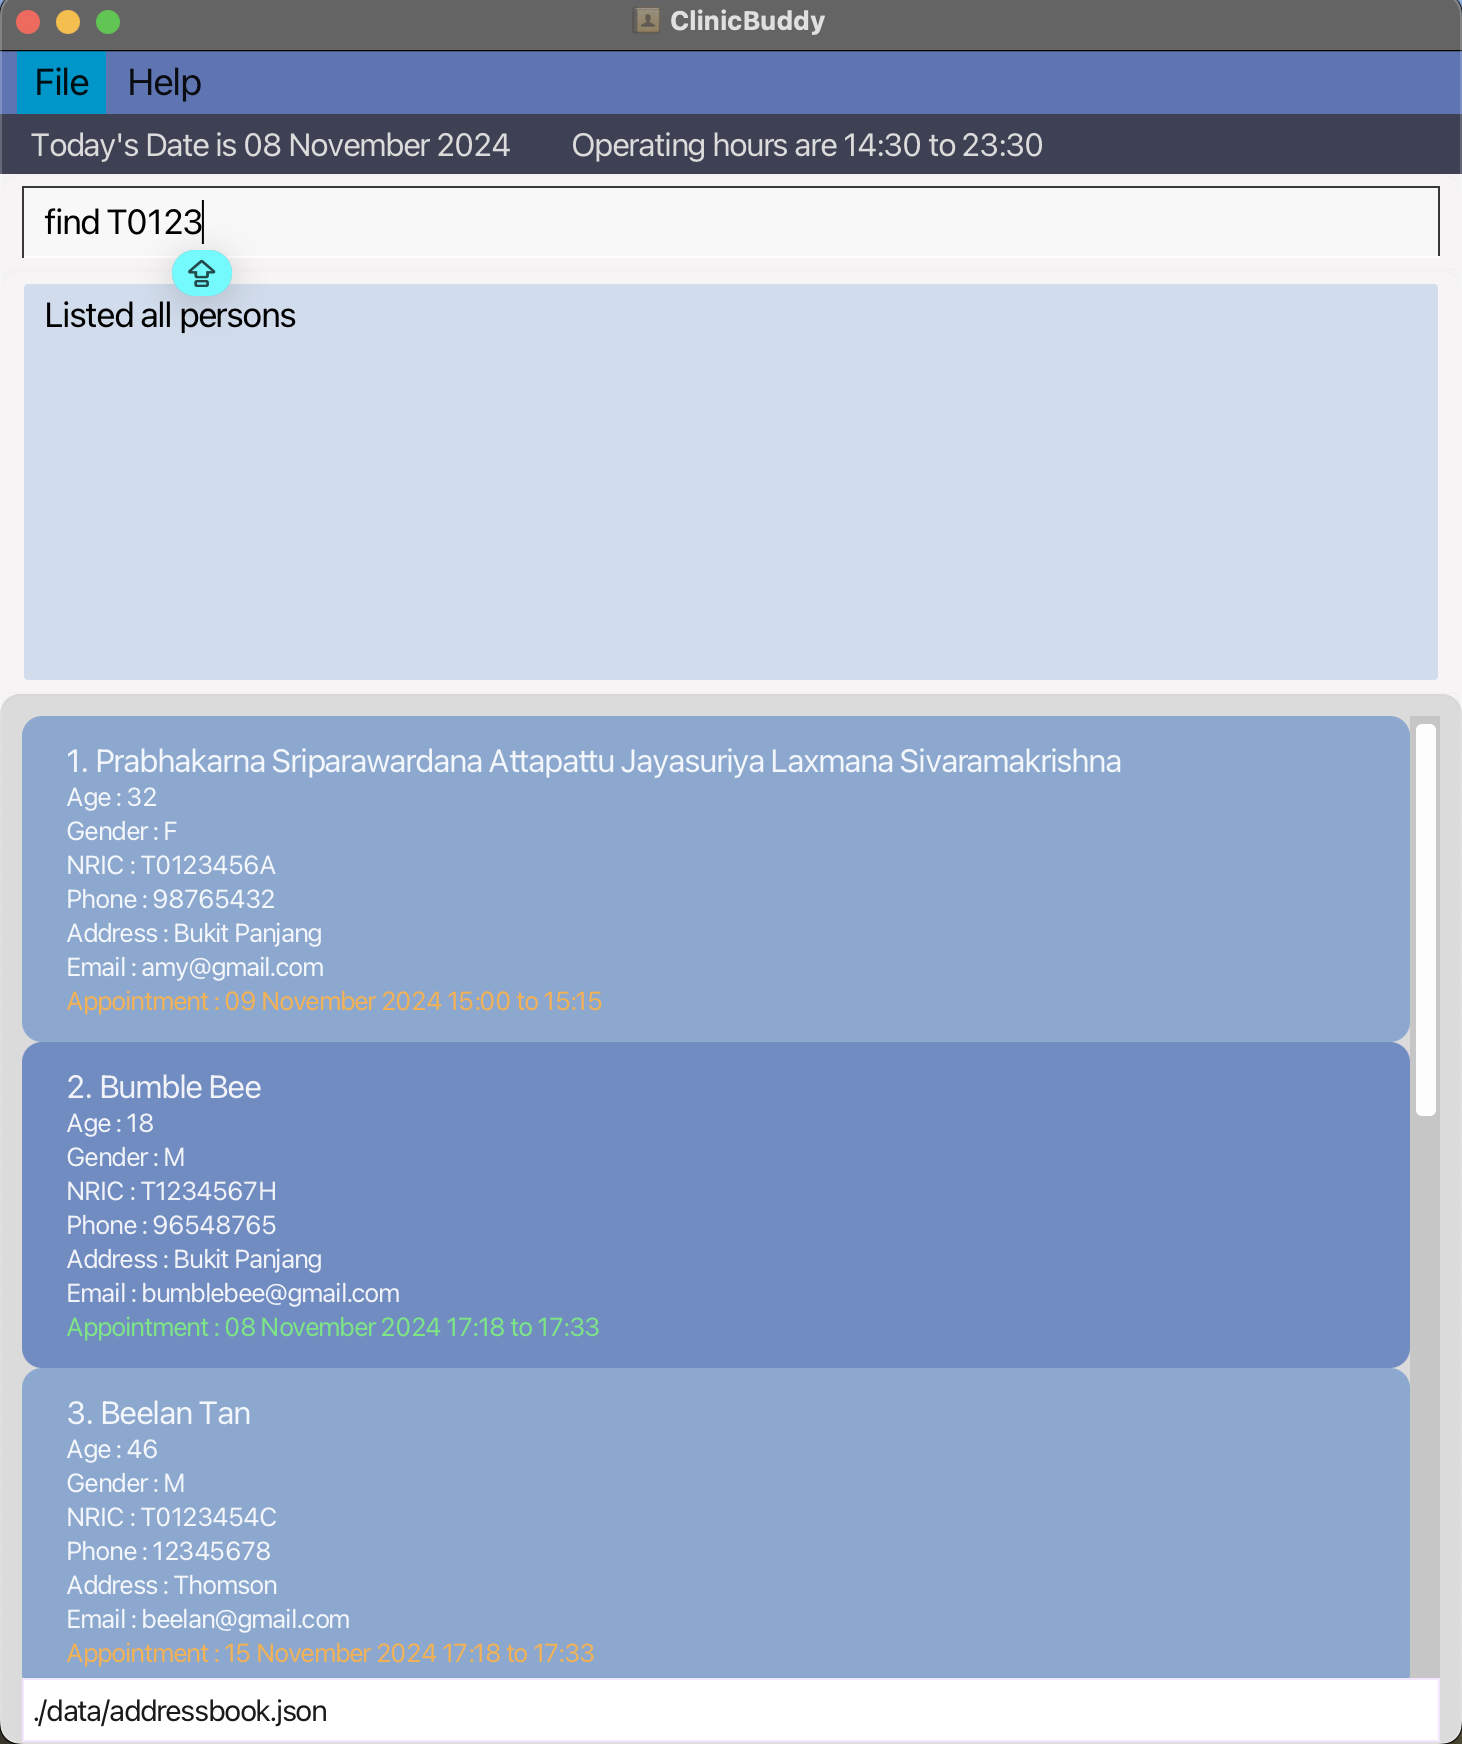 ClinicBuddy
File Help
Today's Date is 08 November 2024 Operating hours are 14:30 to 23:30
find T0123
Listed all persons
1. Prabhakarna Sriparawardana Attapattu Jayasuriya Laxmana Sivaramakrishna
Age : 32
Gender : F
NRIC : T0123456A
Phone : 98765432
Address : Bukit Panjang
Email : amy@gmail.com
Appointment : 09 November 2024 15:00 to 15:15
2. Bumble Bee
Age : 18
Gender : M
NRIC : T1234567H
Phone : 96548765
Address : Bukit Panjang
Email : bumblebee@gmail.com
Appointment : 08 November 2024 17:18 to 17:33
3. Beelan Tan
Age : 46
Gender : M
NRIC : T0123454C
Phone : 12345678
Address : Thomson
Email : beelan@gmail.com
Appointment : 15 November 2024 17:18 to 17:33
./data/addressbook.json